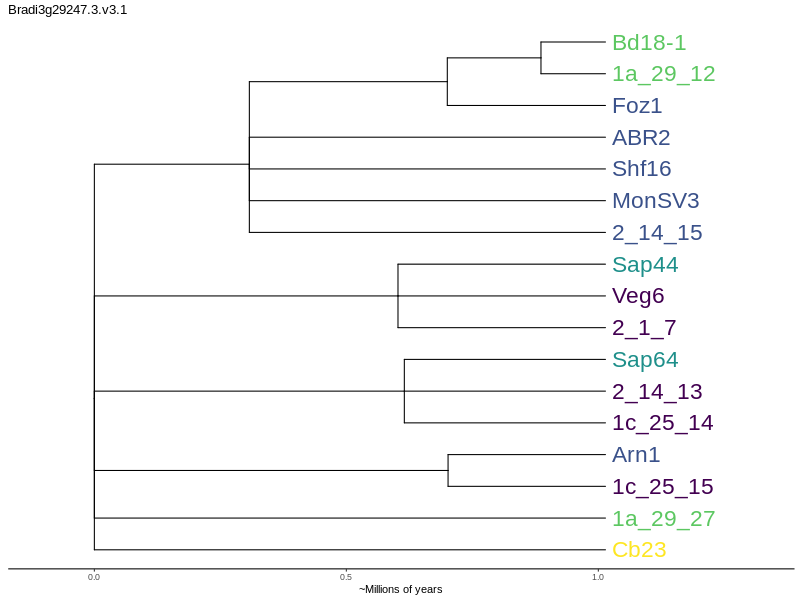 Bradi3g29247.3.v3.1
Bd18-1
1a_29_12
Foz1
ABR2
Shf16
MonSV3
2_14_15
Sap44
Veg6
2_1_7
Sap64
2_14_13
1c_25_14
Arn1
1c_25_15
1a_29_27
Cb23
0.0 0.5 1.0
~Millions of years